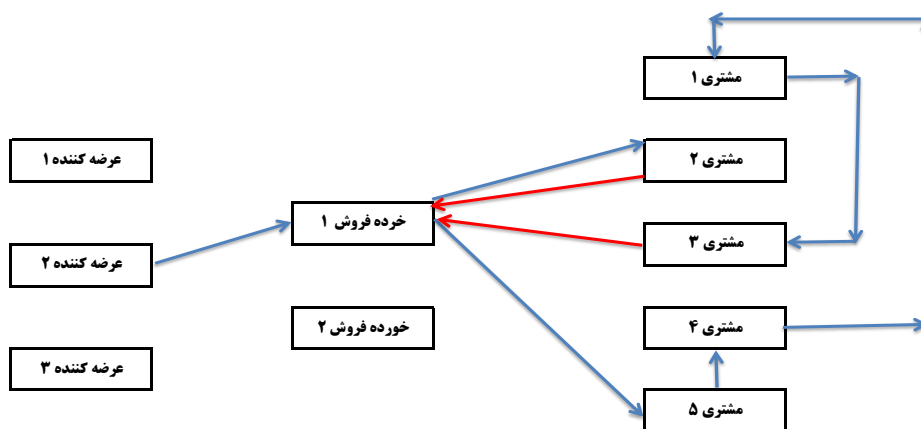 مشتری ۱
مشتری ۲
عرضه کننده ۱
خرده فروش ۱
مشتری ۳
عرضه کننده ۲
مشتری ۴
خورده فروش ۲
عرضه کننده ۳
مشتری ۵